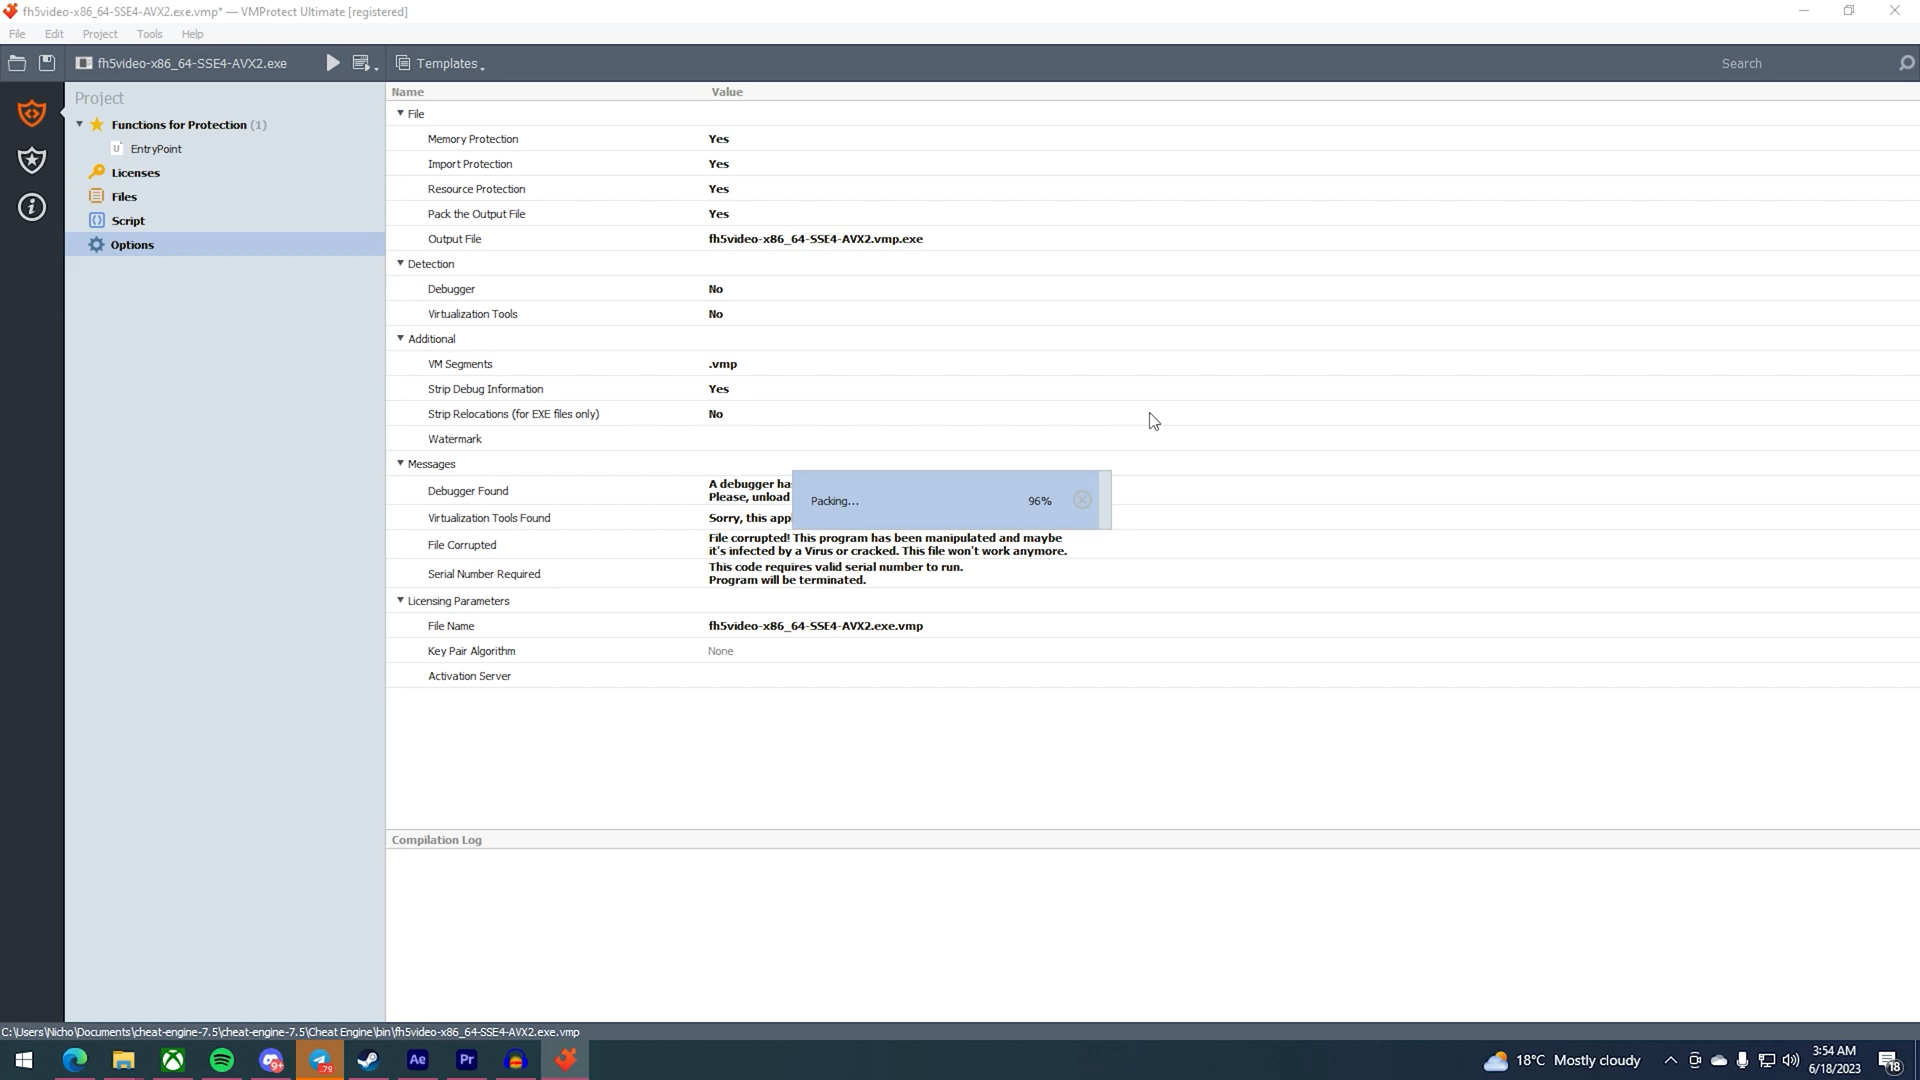 fh5video-x86_64-SSE4-AVX2.exe.vmp* — VMProtect Ultimate [registered]
File Edit Project Tools Help
fh5video-x86_64-SSE4-AVX2.exe
Templates
Search
Project
Functions for Protection (1)
EntryPoint
Licenses
Files
Script
Options
Name Value
File
Memory Protection Yes
Import Protection Yes
Resource Protection Yes
Pack the Output File Yes
Output File fh5video-x86_64-SSE4-AVX2.vmp.exe
Detection
Debugger No
Virtualization Tools No
Additional
VM Segments .vmp
Strip Debug Information Yes
Strip Relocations (for EXE files only) No
Watermark
Messages
Debugger Found A debugger ha
Please, unload
Packing... 96%
Virtualization Tools Found Sorry, this app
File Corrupted File corrupted! This program has been manipulated and maybe
it's infected by a Virus or cracked. This file won't work anymore.
Serial Number Required This code requires valid serial number to run.
Program will be terminated.
Licensing Parameters
File Name fh5video-x86_64-SSE4-AVX2.exe.vmp
Key Pair Algorithm None
Activation Server
Compilation Log
C:\Users\Nicho\Documents\cheat-engine-7.5\cheat-engine-7.5\Cheat Engine\bin\fh5video-x86_64-SSE4-AVX2.exe.vmp
9+
79
Ae
Pr
18°C Mostly cloudy
3:54 AM
6/18/2023
18